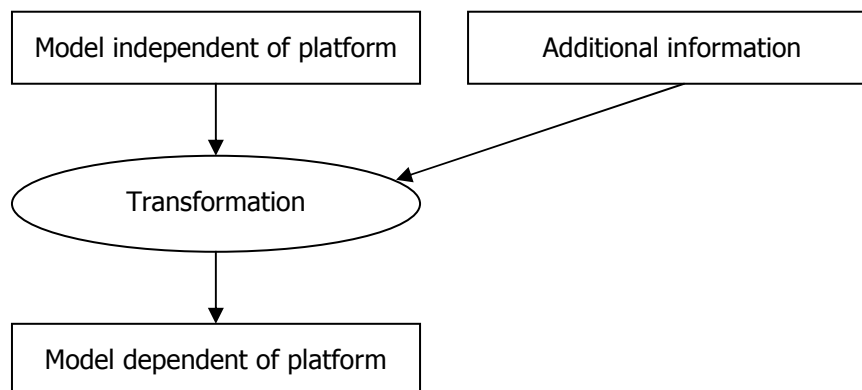 Model independent of platform
Additional information
Transformation
Model dependent of platform